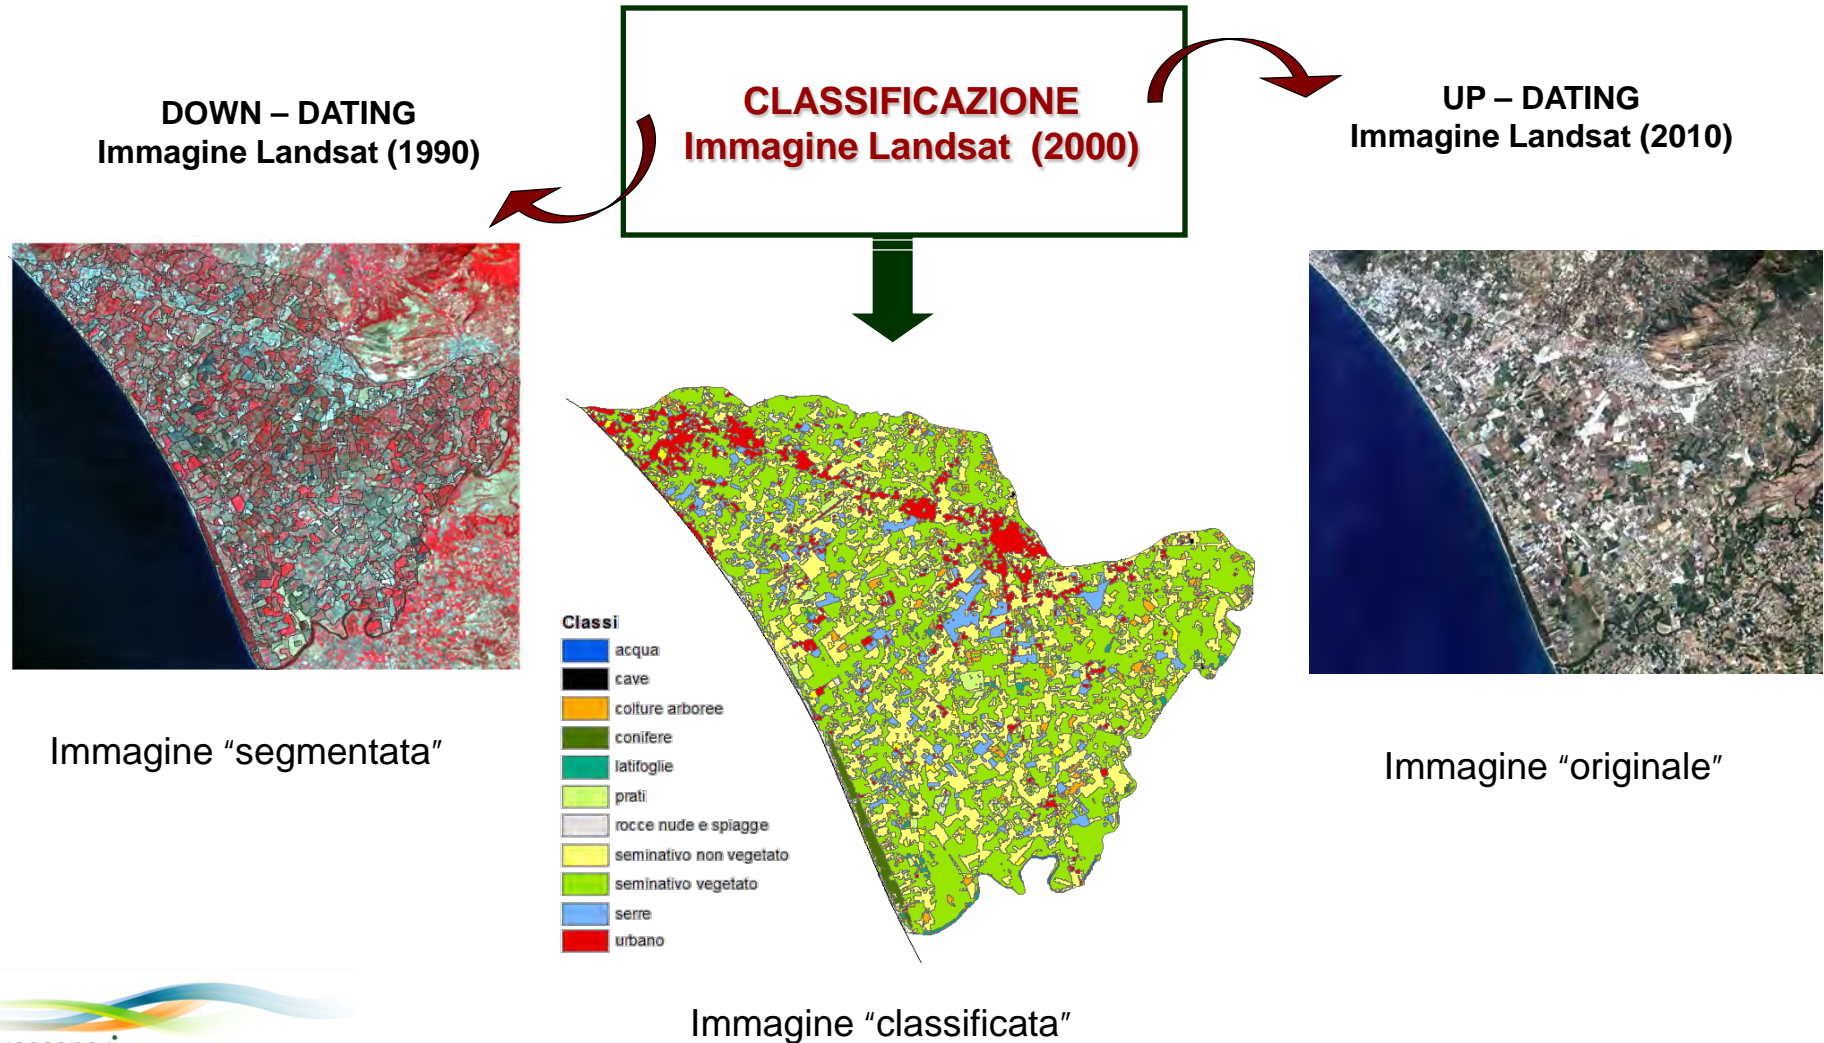 CLASSIFICAZIONE
Immagine Landsat (2000)
DOWN – DATING
Immagine Landsat (1990)
UP – DATING
Immagine Landsat (2010)
Immagine "segmentata"
Classi
acqua
cave
colture arboree
conifere
latifoglie
prati
rocce nude e spiagge
seminativo non vegetato
seminativo vegetato
serre
urbano
Immagine "originale"
Immagine "classificata"